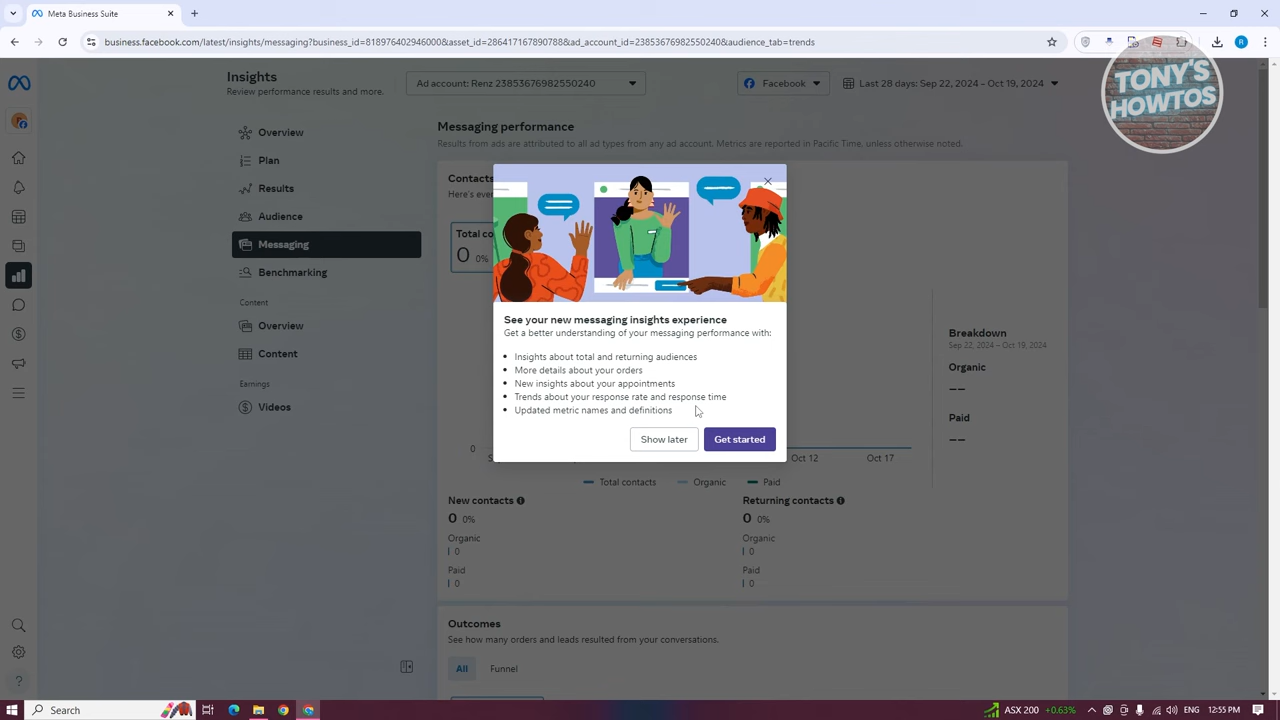 Meta Business Suite
business.facebook.com/latest/insights/messaging?business_id=818976402946000&asset_id=286417167890788&ad_account_id=23853676982550240&audience_tab=trends
R
TONY'S
HOWTOS
Insights
Review performance results and more.
Ad account: Renz 23853676982550240
Facebook
Last 28 days: Sep 22, 2024 – Oct 19, 2024
Overview
Plan
Results
Audience
Messaging
Benchmarking
Content
Overview
Content
Earnings
Videos
Messaging performance
Results from ads are attributed to all ad types from any ad account. Metrics are reported in Pacific Time, unless otherwise noted.
Contacts
Total co
0 0%
See your new messaging insights experience
Get a better understanding of your messaging performance with:
• Insights about total and returning audiences
• More details about your orders
• New insights about your appointments
• Trends about your response rate and response time
• Updated metric names and definitions
Show later
Get started
Breakdown
Sep 22, 2024 – Oct 19, 2024
Organic
--
Paid
--
0
Oct 12
Oct 17
Total contacts
Organic
Paid
New contacts
0 0%
Organic
0
Paid
0
Returning contacts
0 0%
Organic
0
Paid
0
Outcomes
See how many orders and leads resulted from your conversations.
All
Funnel
Search
ASX 200 +0.63%
ENG
12:55 PM